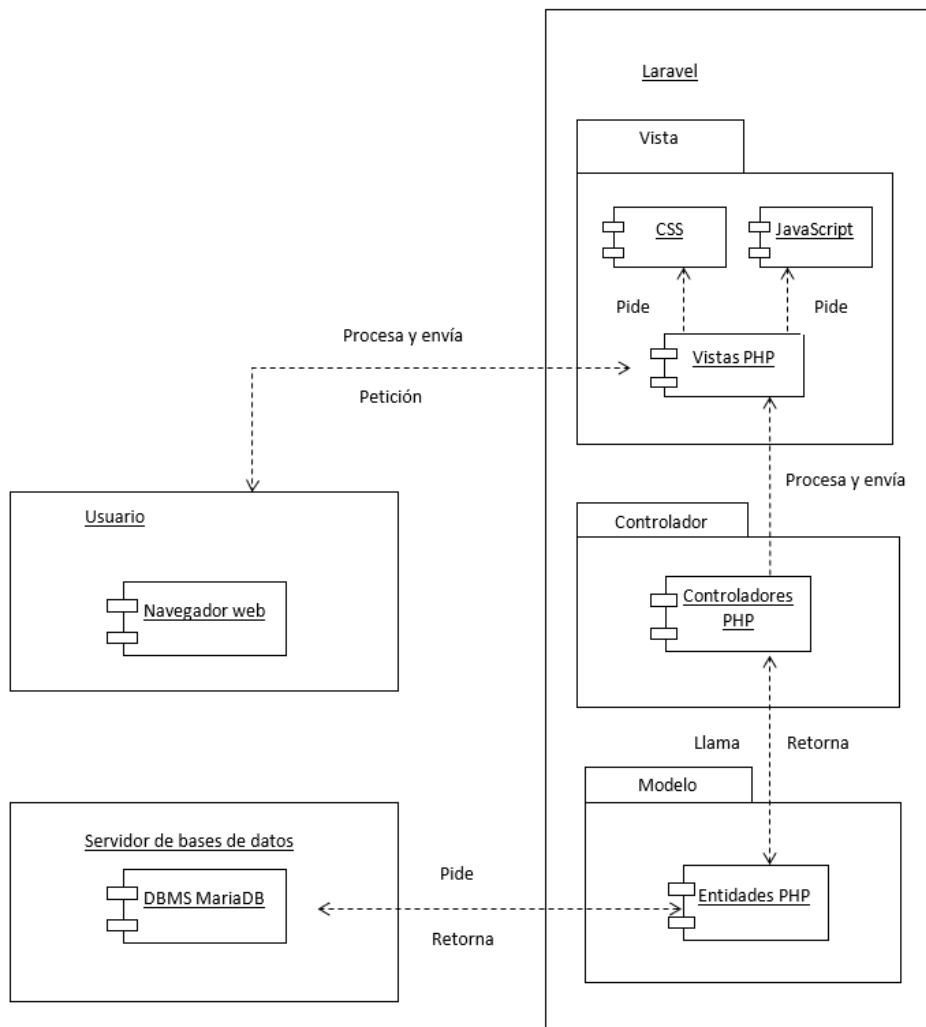 Laravel
Vista
CSS
JavaScript
Pide
Pide
Vistas PHP
Procesa y envía
Petición
Procesa y envía
Usuario
Navegador web
Controlador
Controladores
PHP
Llama
Retorna
Modelo
Entidades PHP
Servidor de bases de datos
DBMS MariaDB
Pide
Retorna